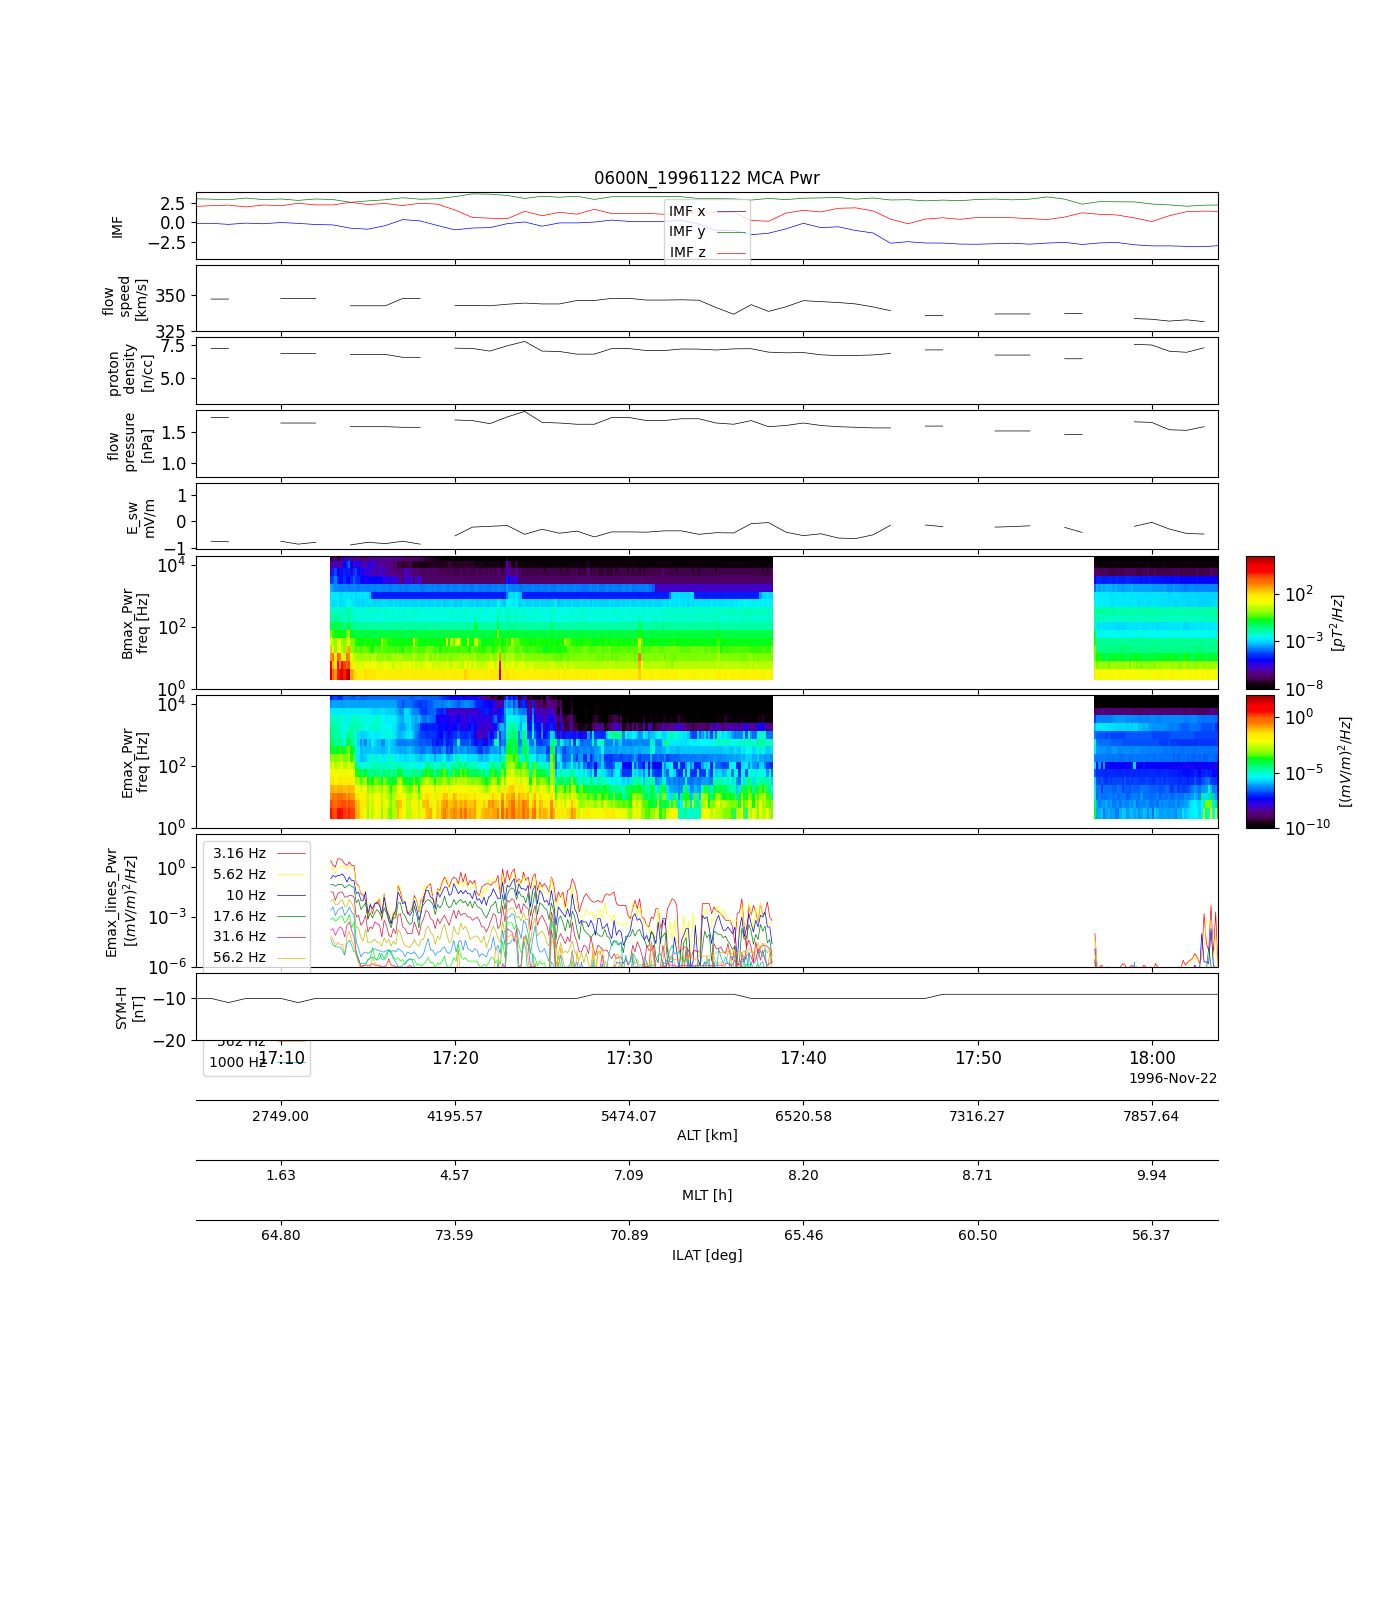 0600N_19961122 MCA Pwr
IMF
2.5
0.0
−2.5
IMF x
IMF y
IMF z
flow
speed
[km/s]
350
325
proton
density
[n/cc]
7.5
5.0
flow
pressure
[nPa]
1.5
1.0
E_sw
mV/m
1
0
−1
Bmax_Pwr
freq [Hz]
10^4
10^2
10^0
10^2
10^−3
10^−8
[pT^2/Hz]
Emax_Pwr
freq [Hz]
10^4
10^2
10^0
10^0
10^−5
10^−10
[(mV/m)^2/Hz]
Emax_lines_Pwr
[(mV/m)^2/Hz]
10^0
10^−3
10^−6
3.16 Hz
5.62 Hz
10 Hz
17.6 Hz
31.6 Hz
56.2 Hz
562 Hz
1000 Hz
SYM-H
[nT]
−10
−20
17:10 17:20 17:30 17:40 17:50 18:00
1996-Nov-22
2749.00 4195.57 5474.07 6520.58 7316.27 7857.64
ALT [km]
1.63 4.57 7.09 8.20 8.71 9.94
MLT [h]
64.80 73.59 70.89 65.46 60.50 56.37
ILAT [deg]